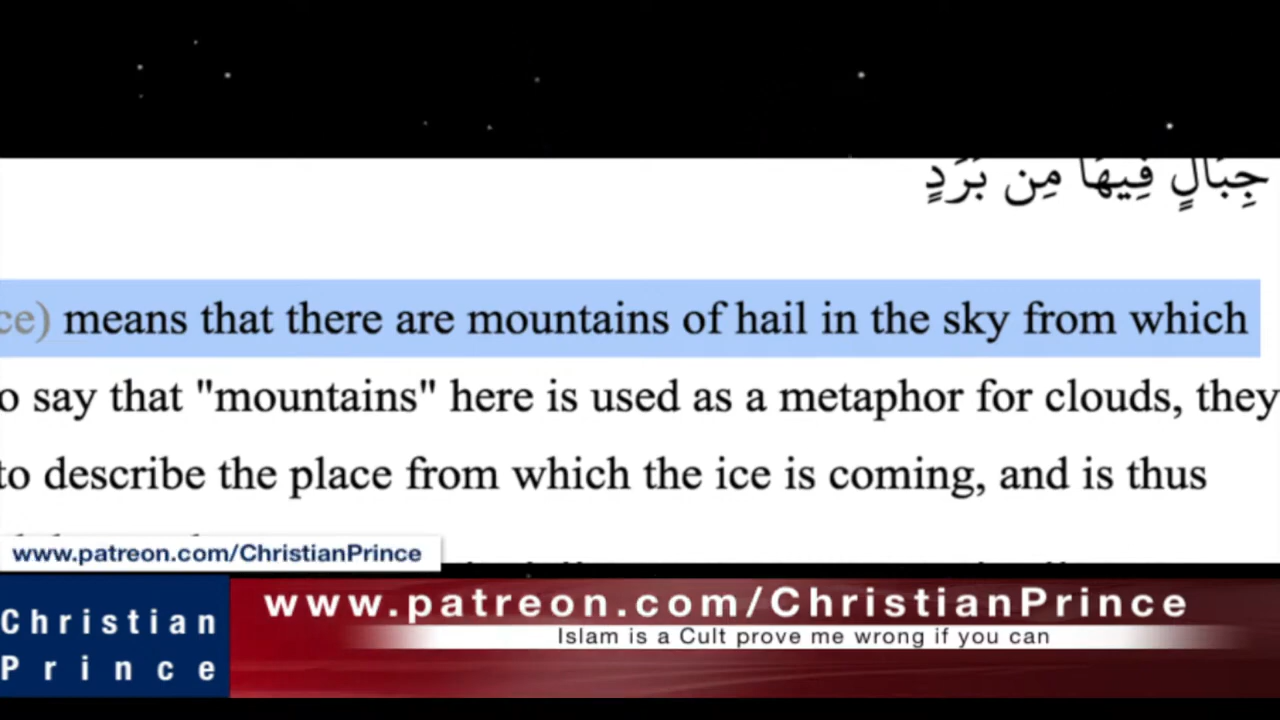 جِبَالٍ فِيهَا مِن بَرَدٍ
ce) means that there are mountains of hail in the sky from which
o say that "mountains" here is used as a metaphor for clouds, they
to describe the place from which the ice is coming, and is thus
www.patreon.com/ChristianPrince
www.patreon.com/ChristianPrince
Islam is a Cult prove me wrong if you can
Christian
Prince